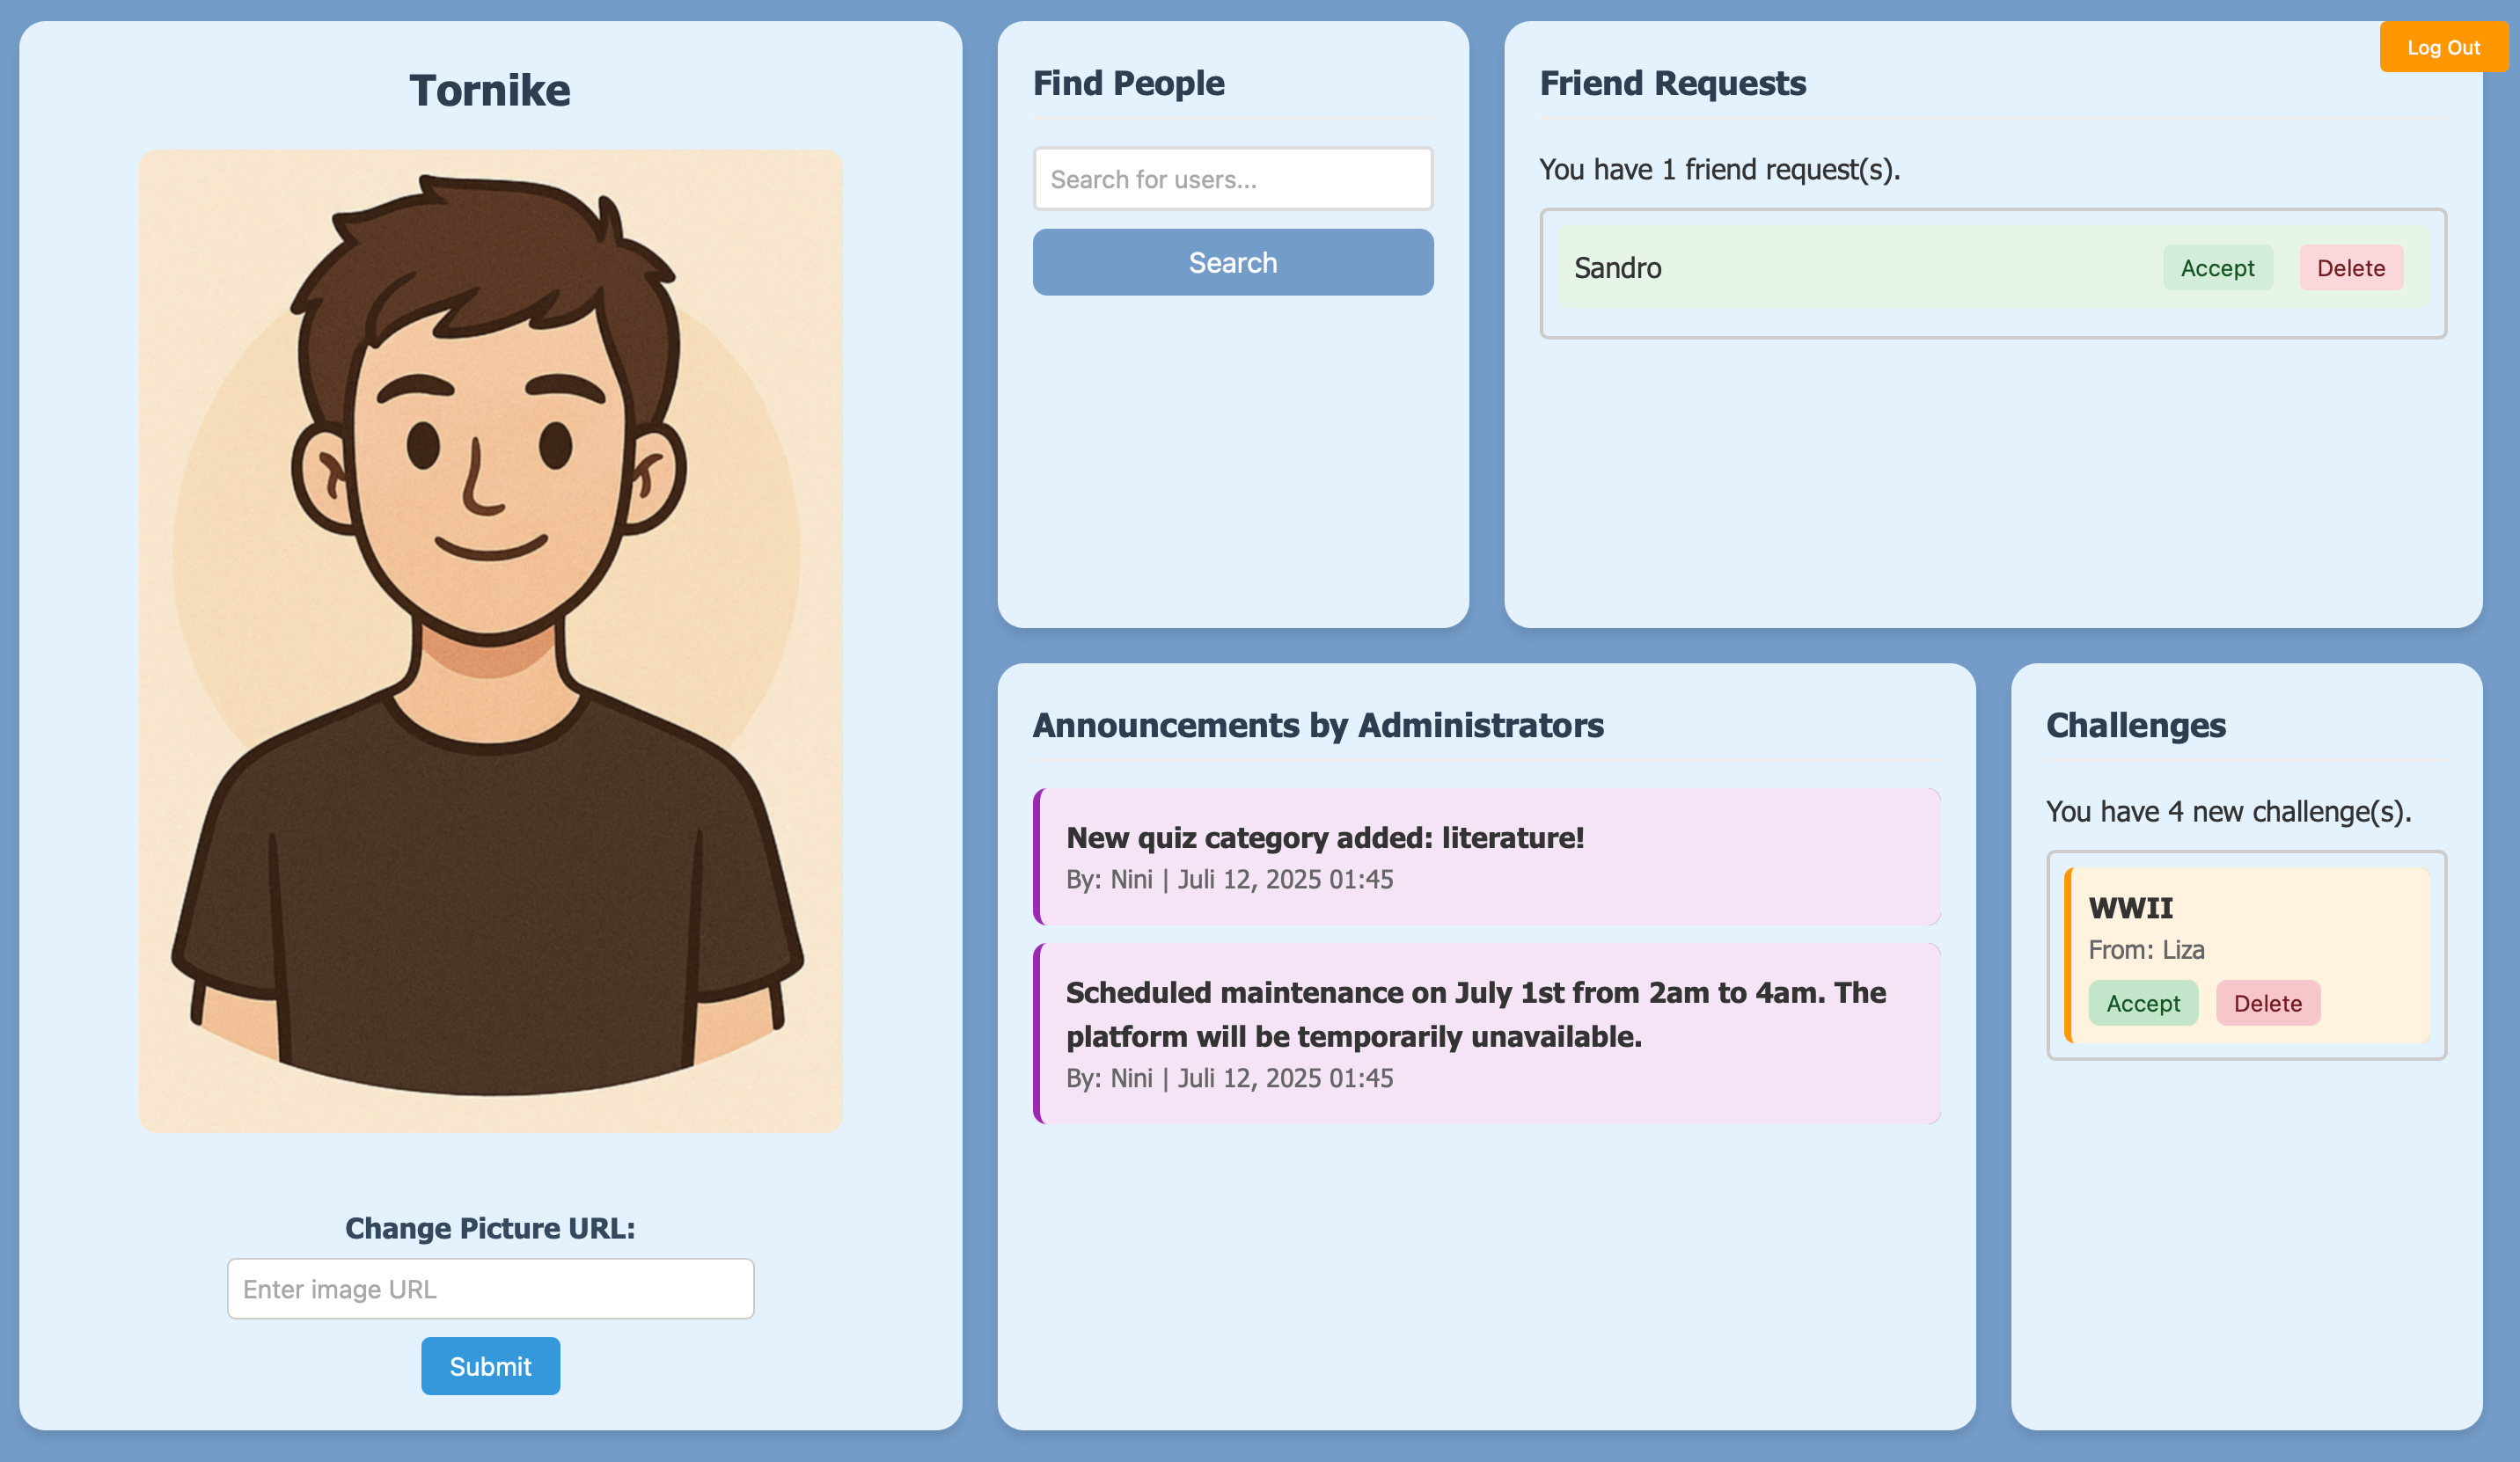 Tornike
Change Picture URL:
Enter image URL
Submit
Find People
Search for users...
Search
Log Out
Friend Requests
You have 1 friend request(s).
Sandro
Accept
Delete
Announcements by Administrators
New quiz category added: literature!
By: Nini | Juli 12, 2025 01:45
Scheduled maintenance on July 1st from 2am to 4am. The
platform will be temporarily unavailable.
By: Nini | Juli 12, 2025 01:45
Challenges
You have 4 new challenge(s).
WWII
From: Liza
Accept
Delete